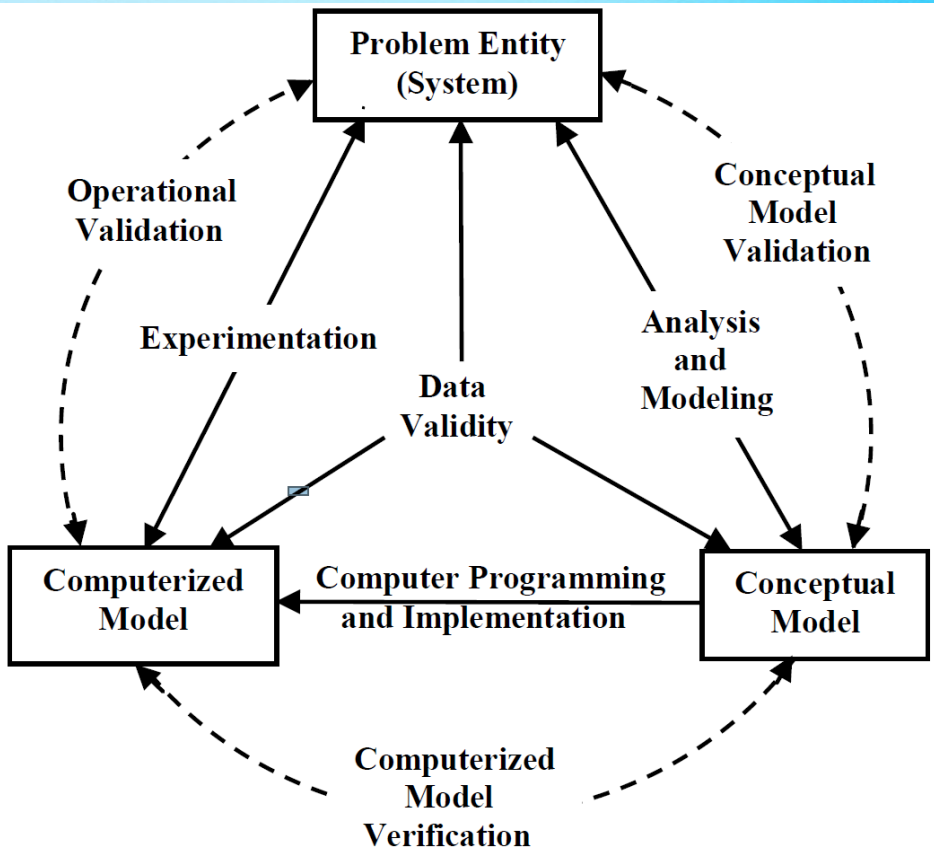 Problem Entity
(System)
Operational
Validation
Conceptual
Model
Validation
Experimentation
Analysis
and
Modeling
Data
Validity
Computerized
Model
Computer Programming
and Implementation
Conceptual
Model
Computerized
Model
Verification